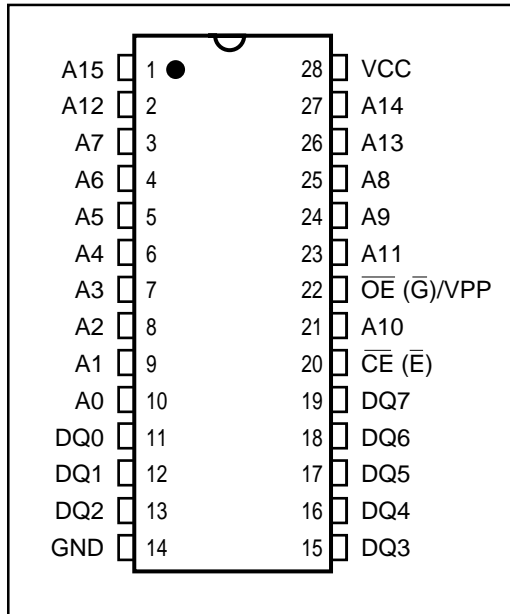 A15 1 28 VCC
A12 2 27 A14
A7 3 26 A13
A6 4 25 A8
A5 5 24 A9
A4 6 23 A11
A3 7 22 O̅E̅ (G̅)/VPP
A2 8 21 A10
A1 9 20 C̅E̅ (E̅)
A0 10 19 DQ7
DQ0 11 18 DQ6
DQ1 12 17 DQ5
DQ2 13 16 DQ4
GND 14 15 DQ3